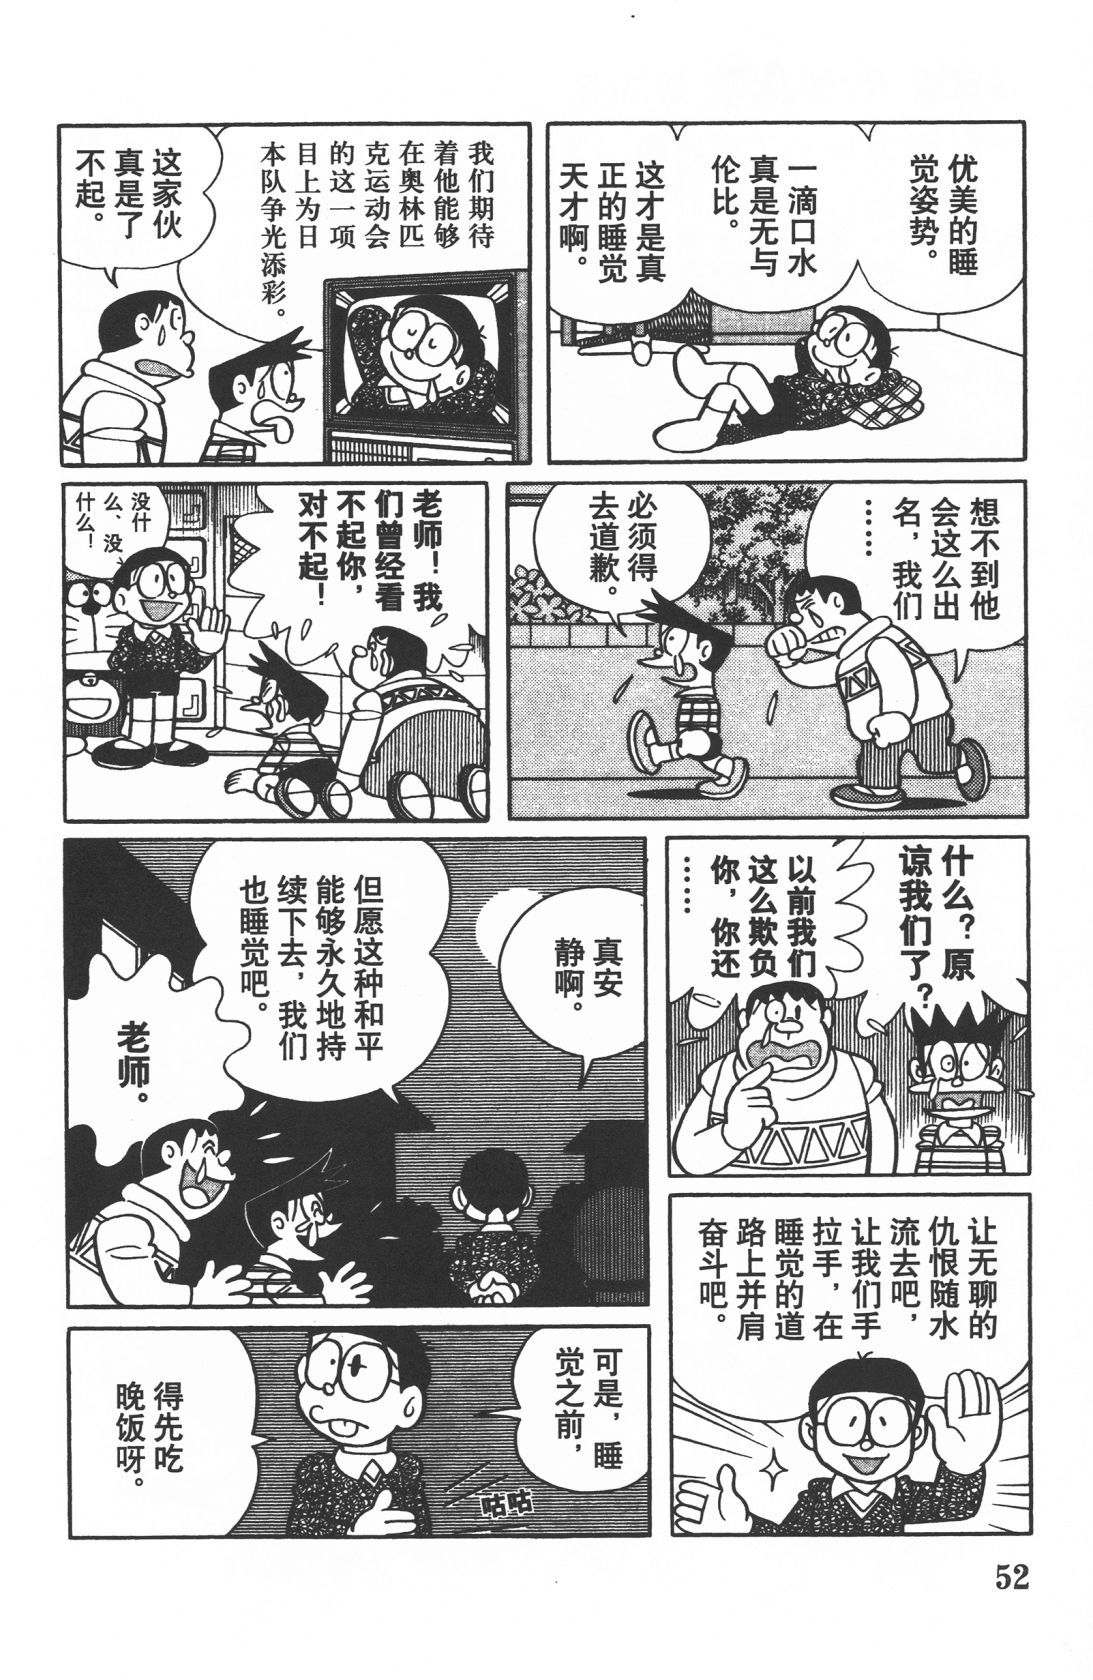 优美的睡
觉姿势。
一滴口水
真是无与
伦比。
这才是真
正的睡觉
天才啊。
我们期待
着他能够
在奥林匹
克运动会
的这一项
目上为日
本队争光添彩。
这家伙
真是了
不起。
想不到他
会这么出
名，我们
……
必须得
去道歉。
老师！我
们曾经看
不起你，
对不起！
没什
么、没
什么！
什么？原
谅我们了？
以前我们
这么欺负
你，你还
……
让无聊的
仇恨随水
流去吧，
让我们手
拉手，在
睡觉的道
路上并肩
奋斗吧。
真安
静啊。
但愿这种和平
能够永久地持
续下去，我们
也睡觉吧。
老师。
可是，睡
觉之前，
咕咕
得先吃
晚饭呀。
52